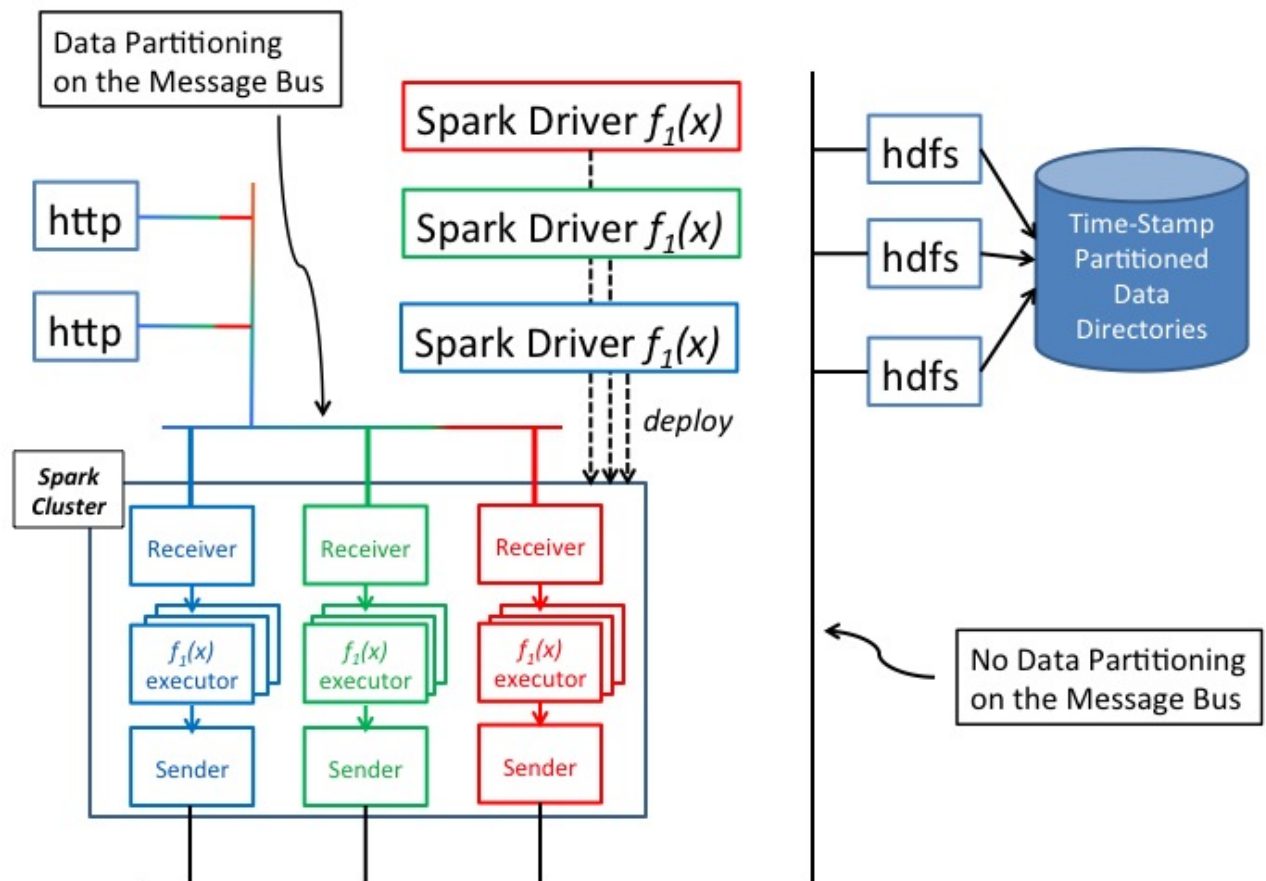 Data Partitioning
on the Message Bus
Spark Driver f₁(x)
Spark Driver f₁(x)
Spark Driver f₁(x)
http
http
deploy
Spark
Cluster
Receiver
Receiver
Receiver
f₁(x)
executor
f₁(x)
executor
f₁(x)
executor
Sender
Sender
Sender
hdfs
hdfs
hdfs
Time-Stamp
Partitioned
Data
Directories
No Data Partitioning
on the Message Bus